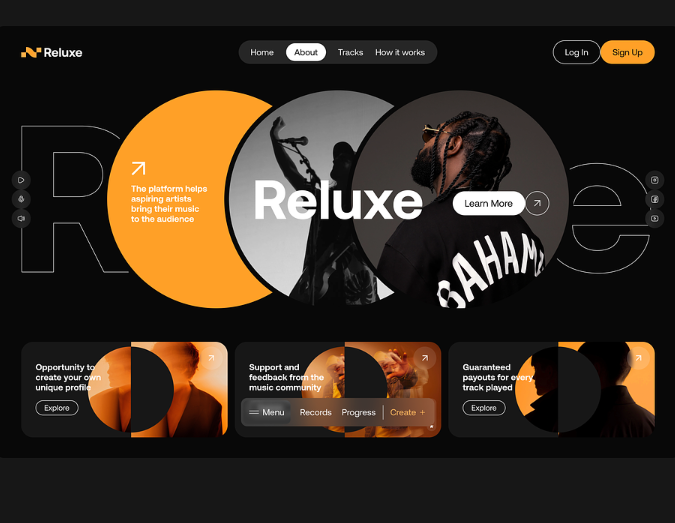 Reluxe
Home
About
Tracks
How it works
Log In
Sign Up
R
e
The platform helps
aspiring artists
bring their music
to the audience
Reluxe
Learn More
BAHAMA
Opportunity to
create your own
unique profile
Explore
Support and
feedback from the
music community
Guaranteed
payouts for every
track played
Explore
Menu
Records
Progress
Create +